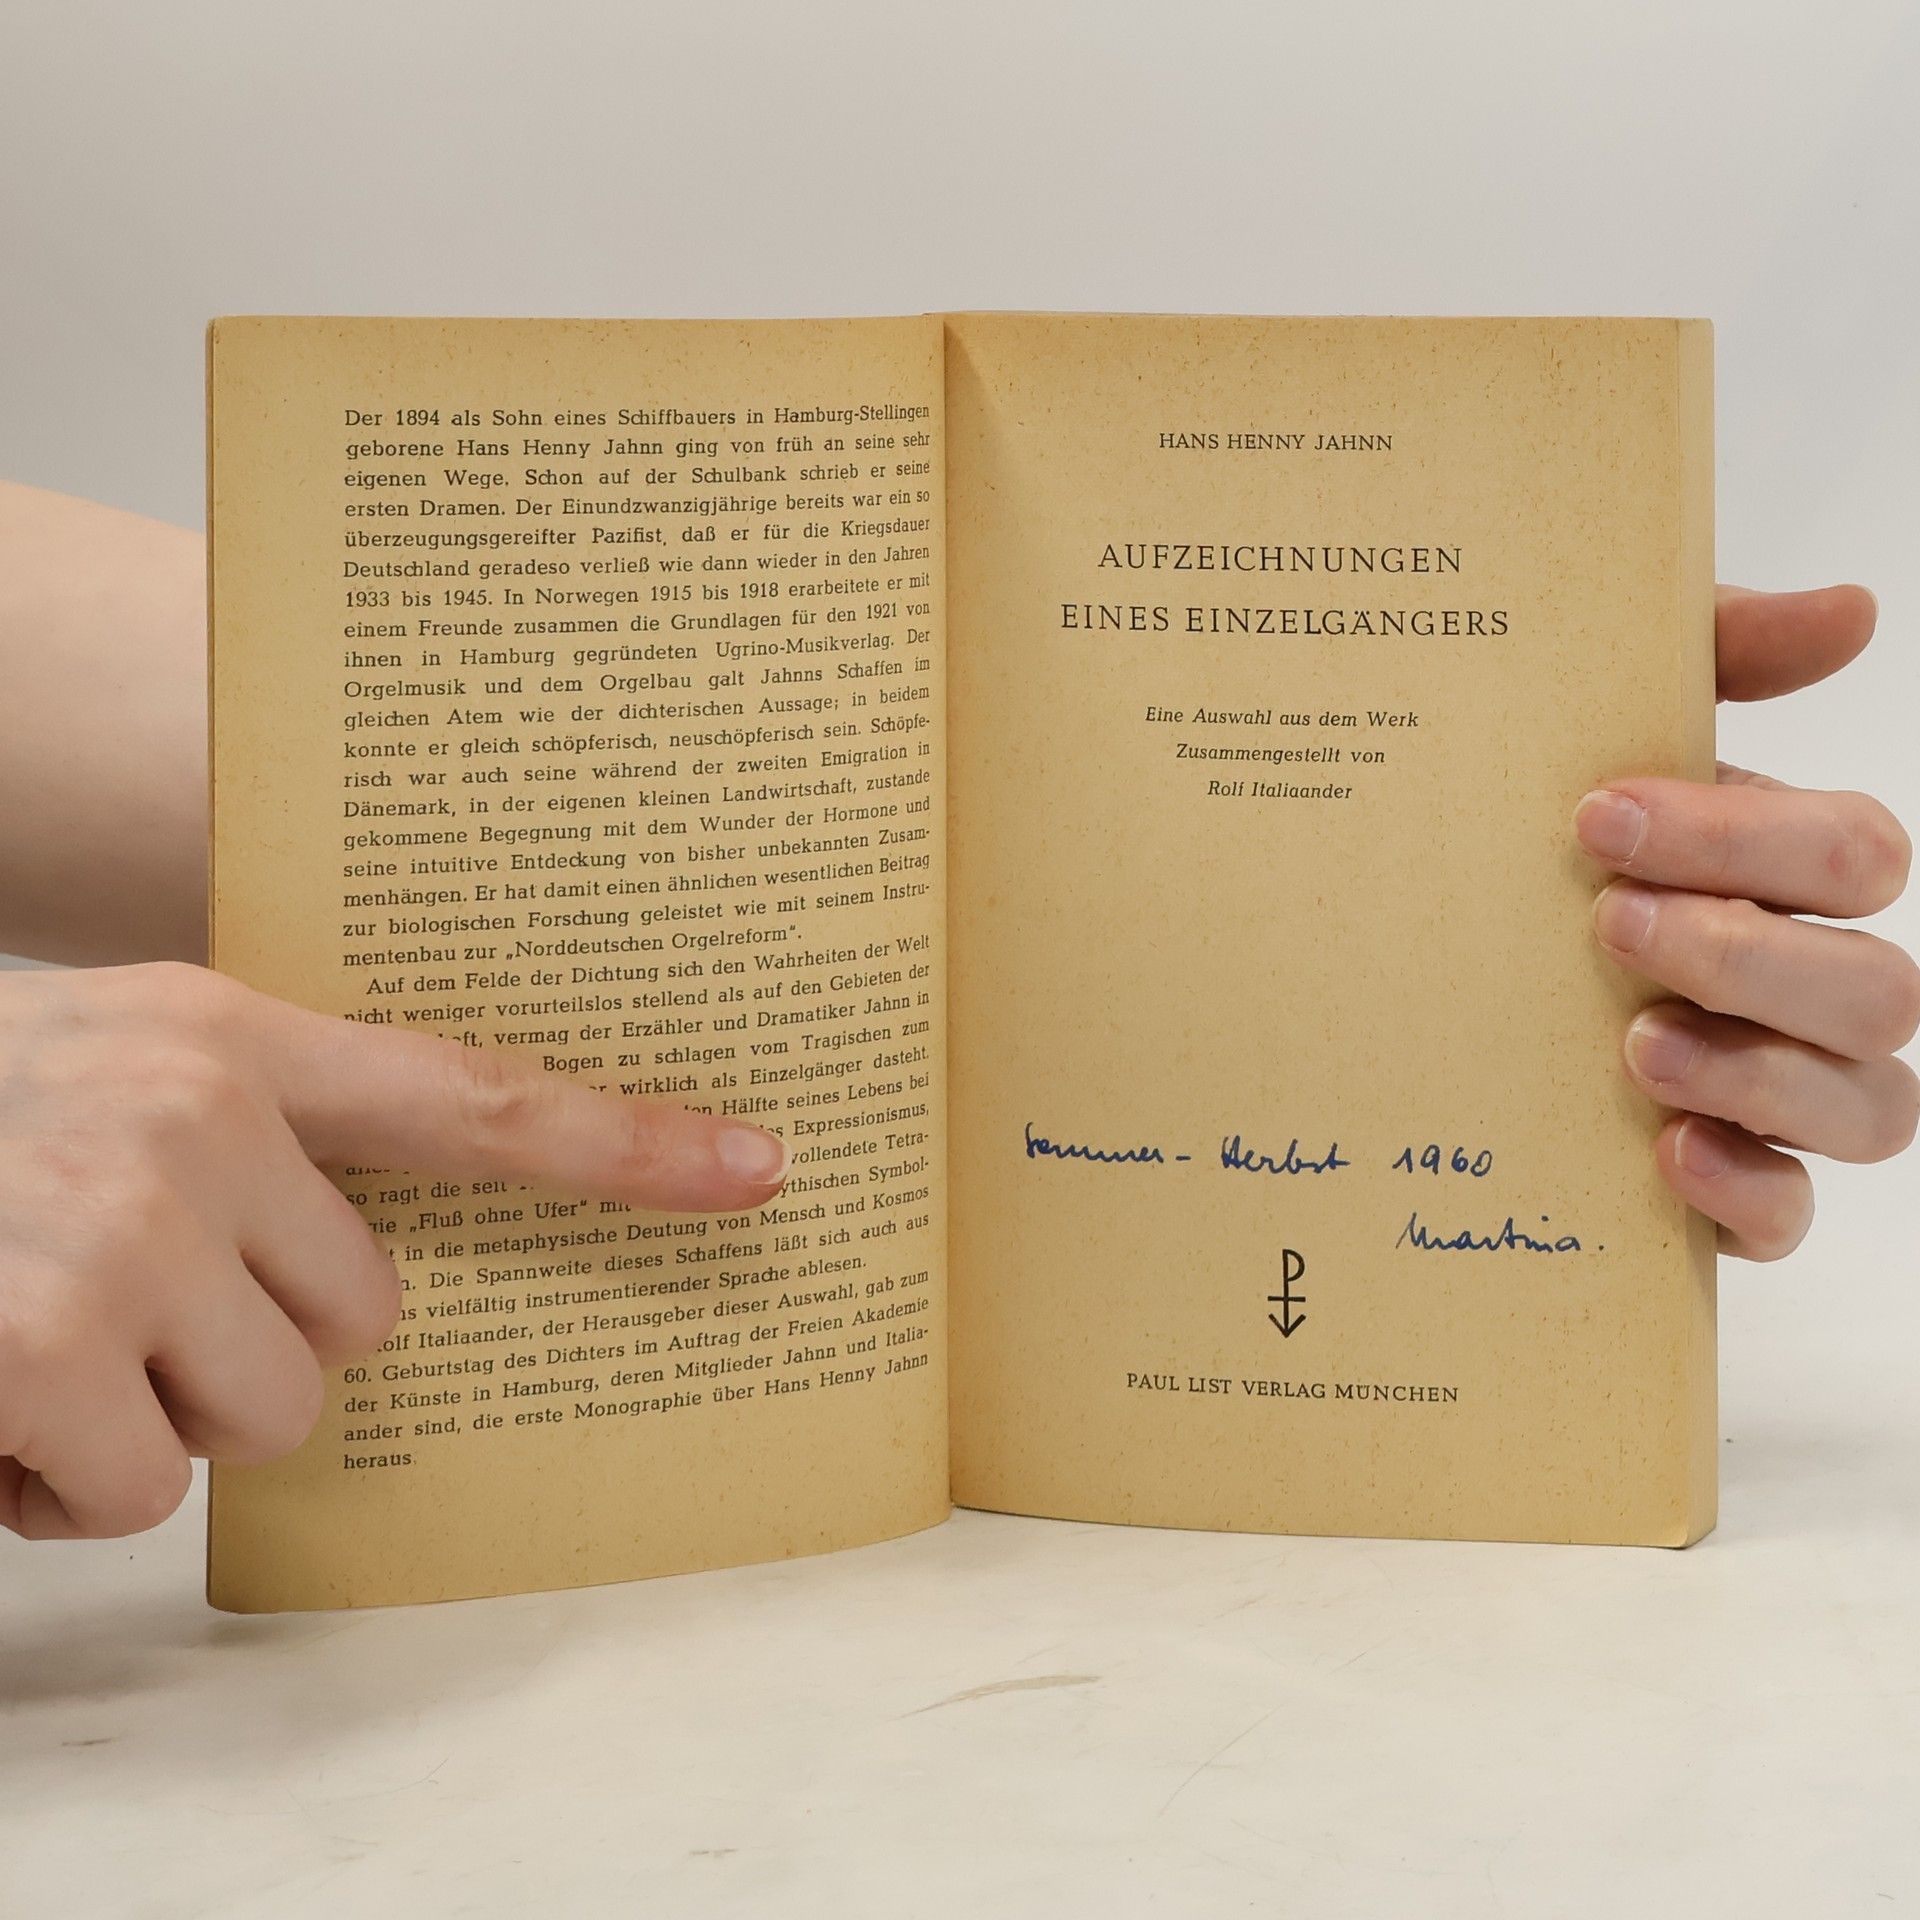 Der 1894 als Sohn eines Schiffbauers in Hamburg-Stellingen
geborene Hans Henny Jahnn ging von früh an seine sehr
eigenen Wege. Schon auf der Schulbank schrieb er seine
ersten Dramen. Der Einundzwanzigjährige bereits war ein so
überzeugungsgereifter Pazifist, daß er für die Kriegsdauer
Deutschland geradeso verließ wie dann wieder in den Jahren
1933 bis 1945. In Norwegen 1915 bis 1918 erarbeitete er mit
einem Freunde zusammen die Grundlagen für den 1921 von
ihnen in Hamburg gegründeten Ugrino-Musikverlag. Der
Orgelmusik und dem Orgelbau galt Jahnns Schaffen im
gleichen Atem wie der dichterischen Aussage; in beidem
konnte er gleich schöpferisch, neuschöpferisch sein. Schöpfe-
risch war auch seine während der zweiten Emigration in
Dänemark, in der eigenen kleinen Landwirtschaft, zustande
gekommene Begegnung mit dem Wunder der Hormone und
seine intuitive Entdeckung von bisher unbekannten Zusam-
menhängen. Er hat damit einen ähnlichen wesentlichen Beitrag
zur biologischen Forschung geleistet wie mit seinem Instru-
mentenbau zur „Norddeutschen Orgelreform“.
Auf dem Felde der Dichtung sich den Wahrheiten der Welt
nicht weniger vorurteilslos stellend als auf den Gebieten der
vermag der Erzähler und Dramatiker Jahnn in
Bogen zu schlagen vom Tragischen zum
wirklich als Einzelgänger dasteht.
Hälfte seines Lebens bei
Expressionismus,
vollendete Tetra-
so ragt die seit
„Fluß ohne Ufer“ mythischen Symbol-
in die metaphysische Deutung von Mensch und Kosmos
Die Spannweite dieses Schaffens läßt sich auch aus
vielfältig instrumentierender Sprache ablesen.
Rolf Italiaander, der Herausgeber dieser Auswahl, gab zum
60. Geburtstag des Dichters im Auftrag der Freien Akademie
der Künste in Hamburg, deren Mitglieder Jahnn und Italia-
ander sind, die erste Monographie über Hans Henny Jahnn
heraus.
HANS HENNY JAHNN
AUFZEICHNUNGEN
EINES EINZELGÄNGERS
Eine Auswahl aus dem Werk
Zusammengestellt von
Rolf Italiaander
Sommer - Herbst 1960
Martina.
PAUL LIST VERLAG MÜNCHEN